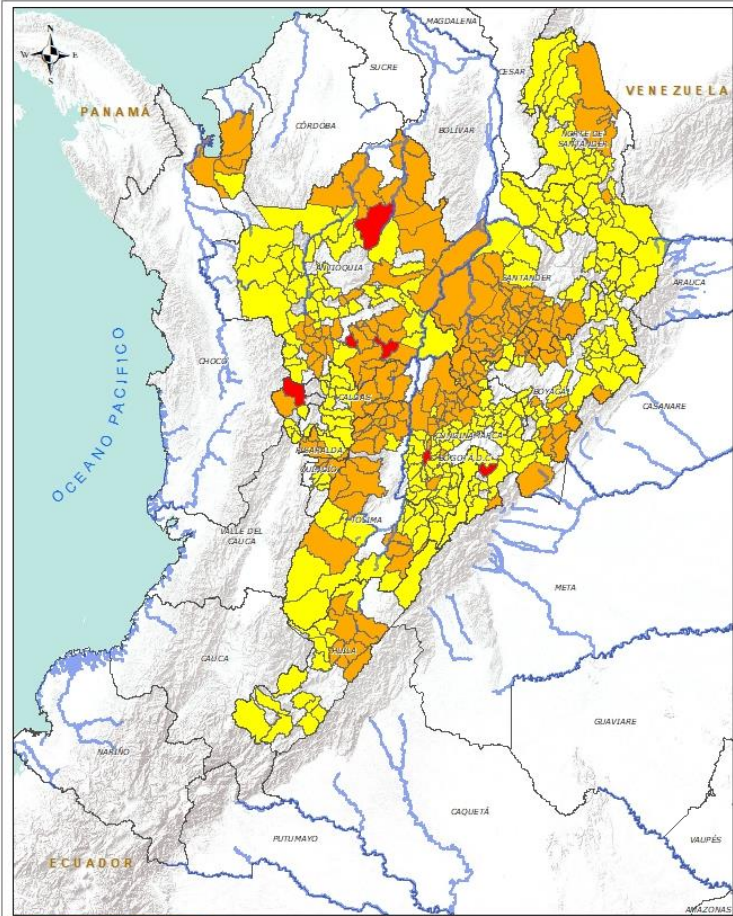 N
W E
S
MAGDALENA
SUCRE
CESAR
VENEZUELA
PANAMÁ
CÓRDOBA
BOLÍVAR
NORTE DE
SANTANDER
ANTIOQUIA
SANTANDER
ARAUCA
CHOCÓ
OCEANO PACIFICO
CALDAS
BOYACÁ
CASANARE
CUNDINAMARCA
RISARALDA
BOGOTÁ, D.C.
QUINDIO
TOLIMA
VALLE DEL
CAUCA
META
CAUCA
HUILA
GUAVIARE
NARIÑO
CAQUETÁ
PUTUMAYO
VAUPÉS
ECUADOR
AMAZONAS